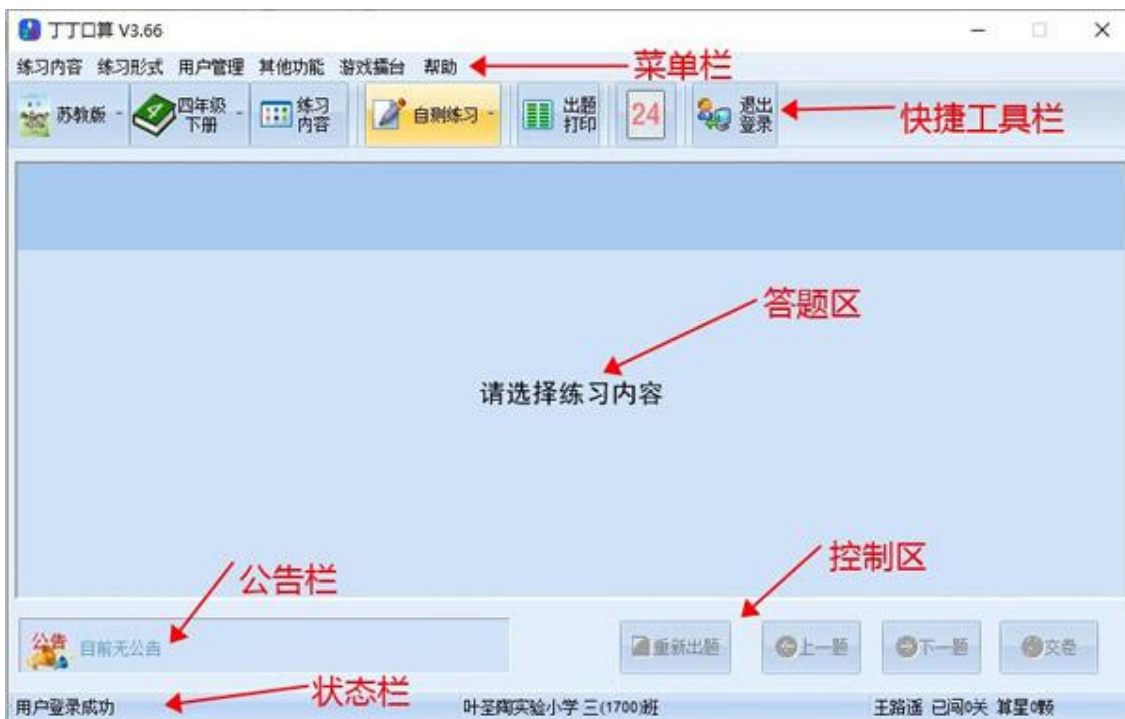 丁丁口算 V3.66
练习内容 练习形式 用户管理 其他功能 游戏擂台 帮助 菜单栏
苏教版 四年级下册 练习内容 自测练习 出题打印 24 退出登录 快捷工具栏
答题区
请选择练习内容
控制区
公告栏
公告 目前无公告 重新出题 上一题 下一题 交卷
状态栏
用户登录成功 叶圣陶实验小学 三(1700)班 王路遥 已闯0关 算星0颗